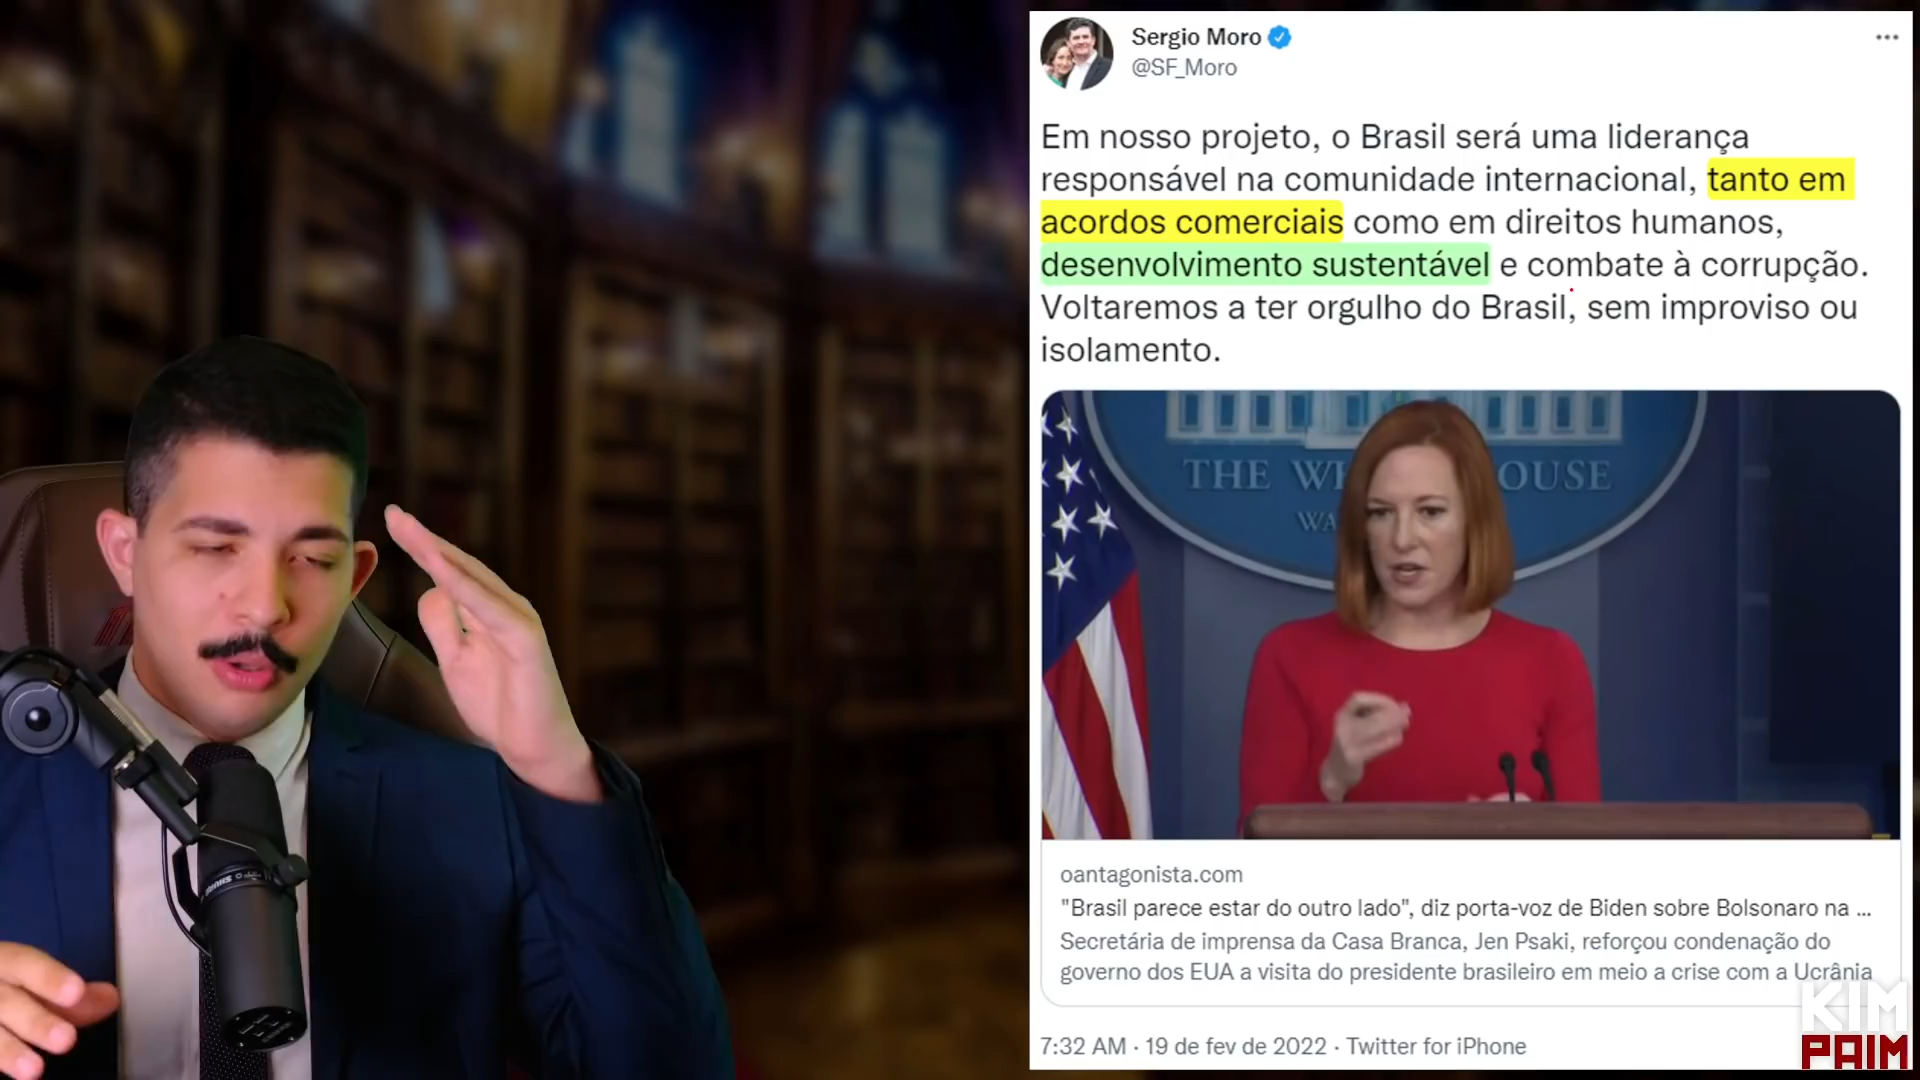 Sergio Moro
@SF_Moro
Em nosso projeto, o Brasil será uma liderança
responsável na comunidade internacional, tanto em
acordos comerciais como em direitos humanos,
desenvolvimento sustentável e combate à corrupção.
Voltaremos a ter orgulho do Brasil, sem improviso ou
isolamento.
THE WH OUSE
WA
oantagonista.com
"Brasil parece estar do outro lado", diz porta-voz de Biden sobre Bolsonaro na ...
Secretária de imprensa da Casa Branca, Jen Psaki, reforçou condenação do
governo dos EUA a visita do presidente brasileiro em meio a crise com a Ucrânia
7:32 AM · 19 de fev de 2022 · Twitter for iPhone
KIM
PAIM
SHURE